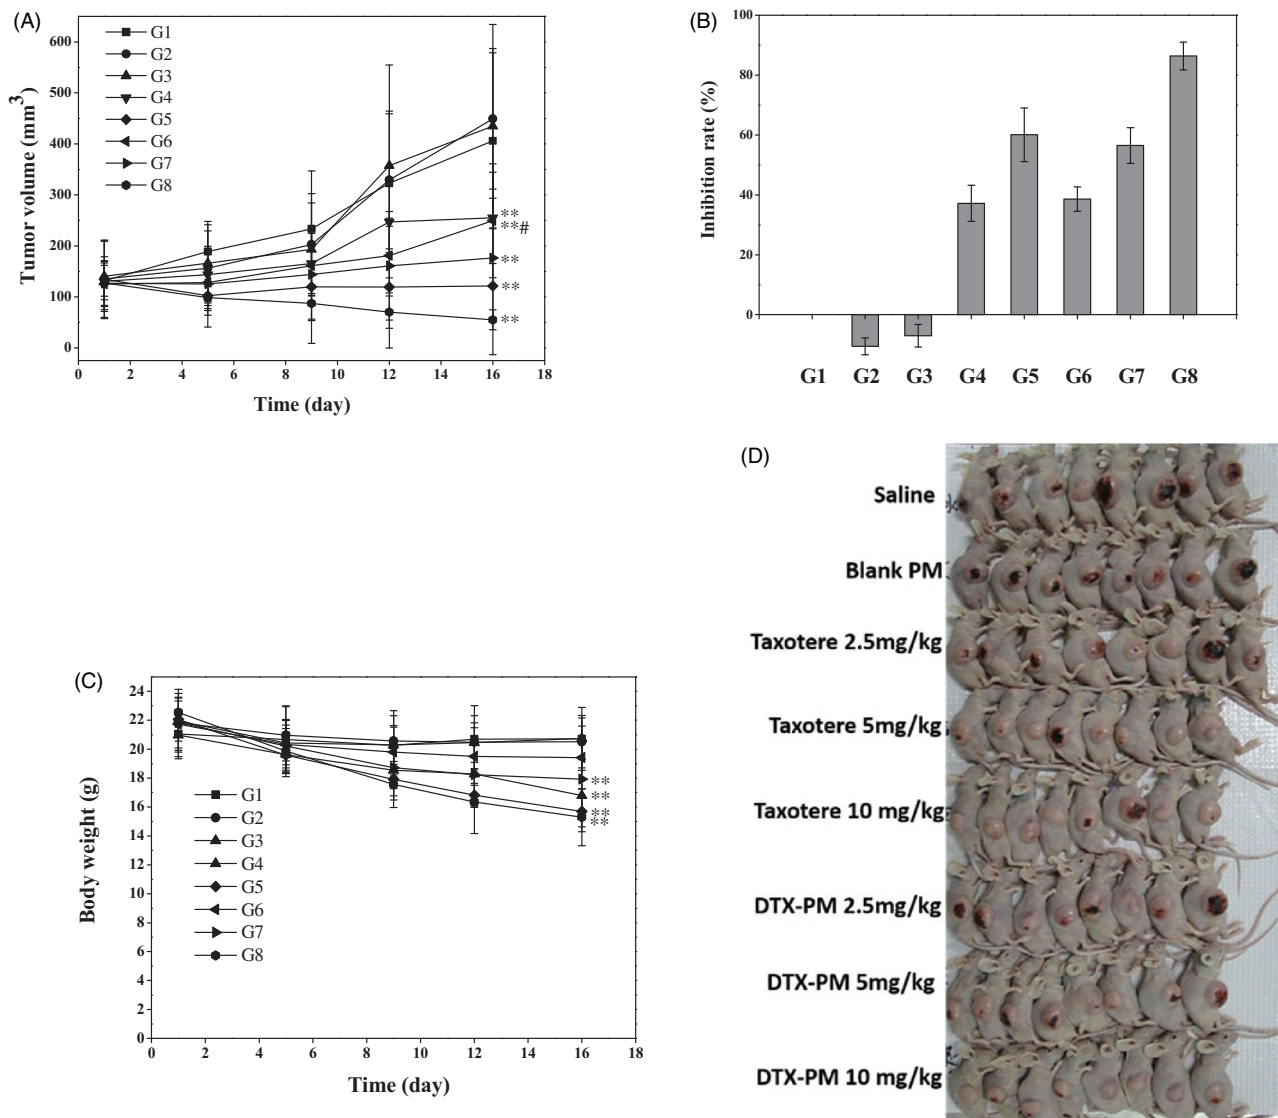 (A)
Tumor volume (mm3)
600
500
400
300
200
100
0
G1
G2
G3
G4
G5
G6
G7
G8
**
**#
**
**
**
0 2 4 6 8 10 12 14 16 18
Time (day)
(B)
Inhibition rate (%)
100
80
60
40
20
0
G1 G2 G3 G4 G5 G6 G7 G8
(C)
Body weight (g)
24
22
20
18
16
14
12
10
8
6
4
2
0
G1
G2
G3
G4
G5
G6
G7
G8
**
**
**
**
0 2 4 6 8 10 12 14 16 18
Time (day)
(D)
Saline
Blank PM
Taxotere 2.5mg/kg
Taxotere 5mg/kg
Taxotere 10 mg/kg
DTX-PM 2.5mg/kg
DTX-PM 5mg/kg
DTX-PM 10 mg/kg